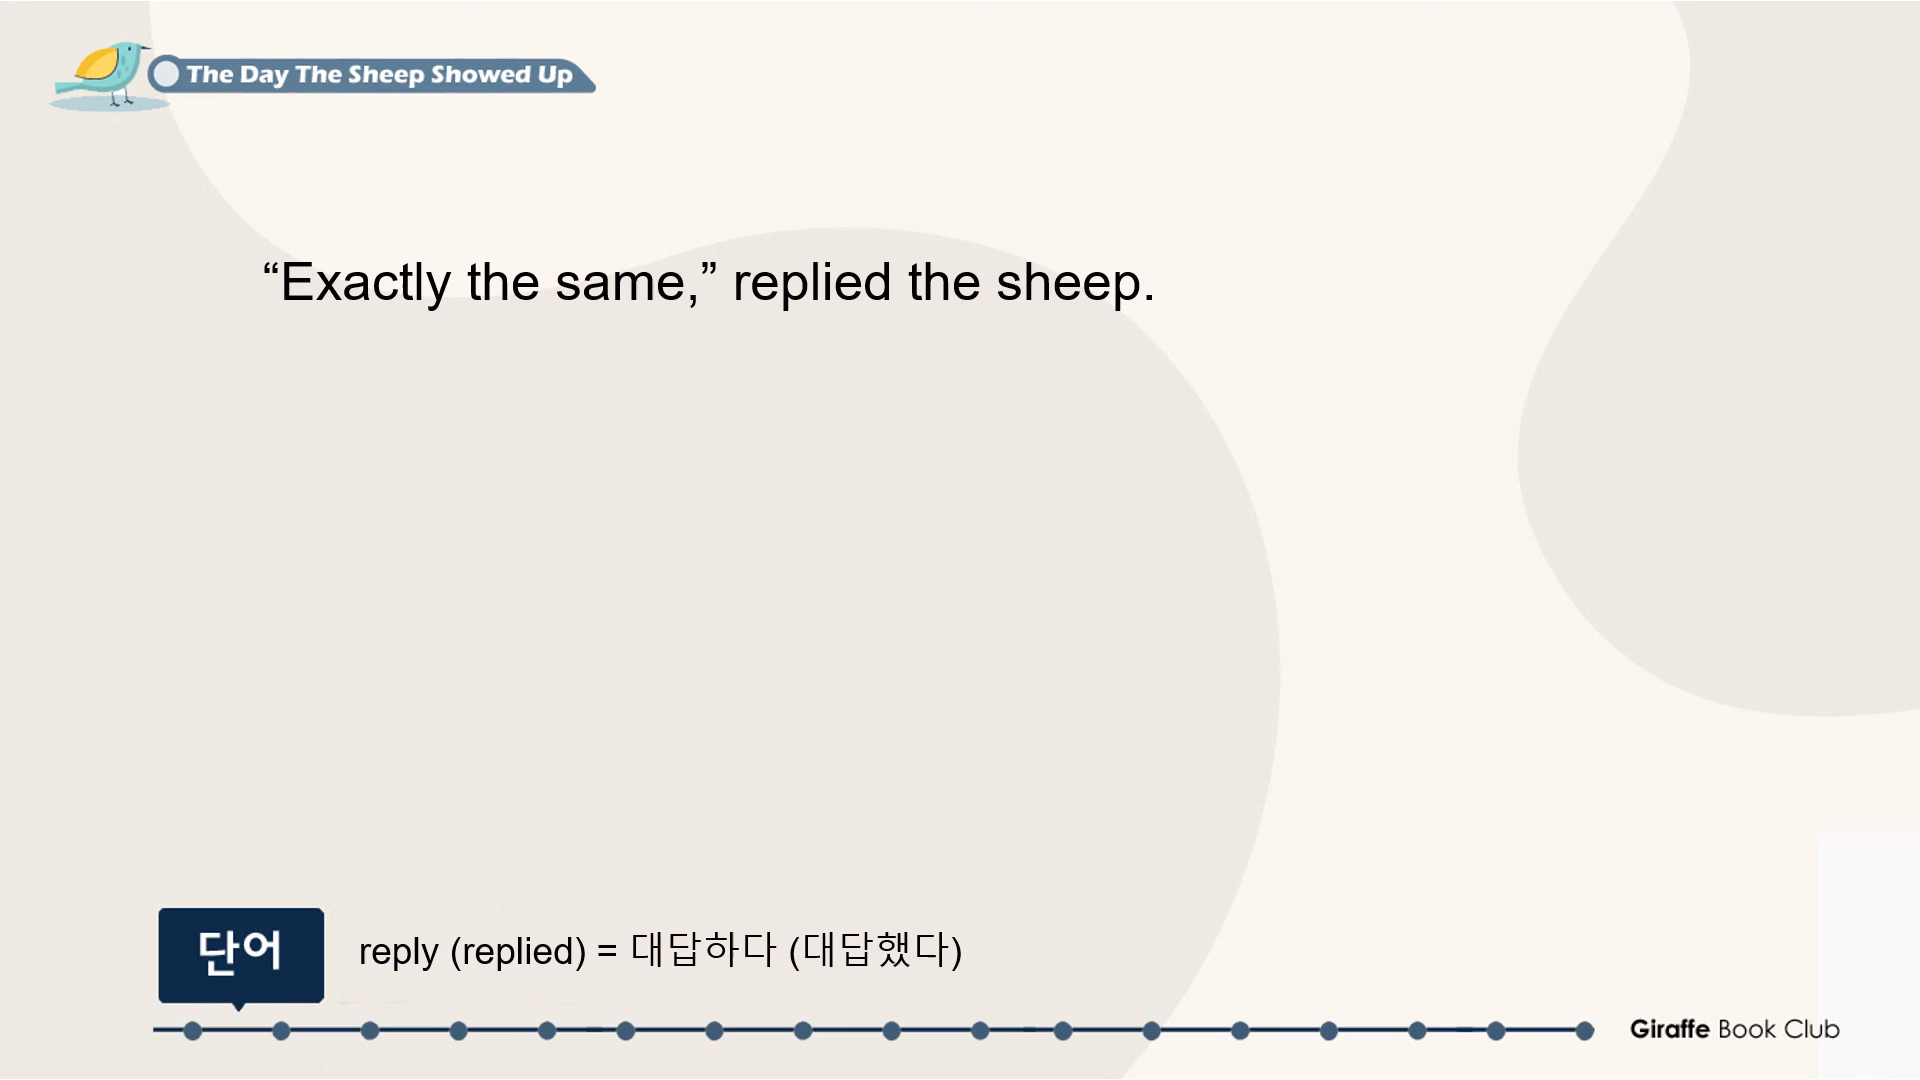 The Day The Sheep Showed Up
“Exactly the same,” replied the sheep.
단어
reply (replied) = 대답하다 (대답했다)
Giraffe Book Club